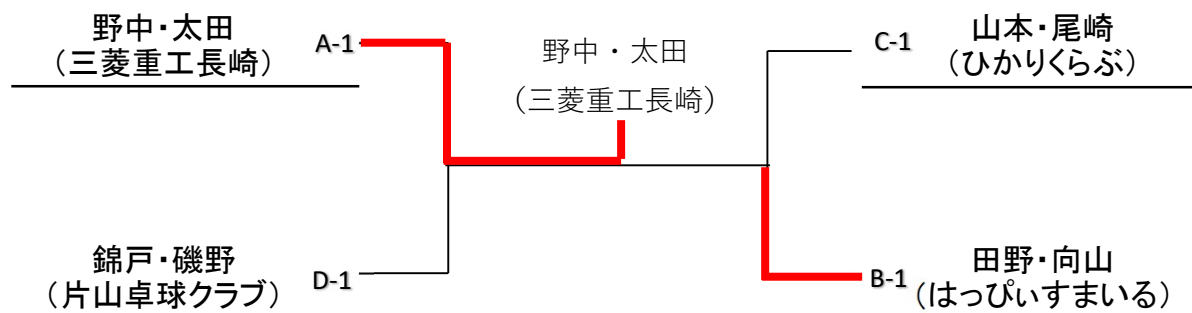 野中・太田
(三菱重工長崎)
A-1
野中・太田
(三菱重工長崎)
C-1
山本・尾崎
(ひかりくらぶ)
錦戸・磯野
(片山卓球クラブ)
D-1
B-1
田野・向山
(はっぴぃすまいる)